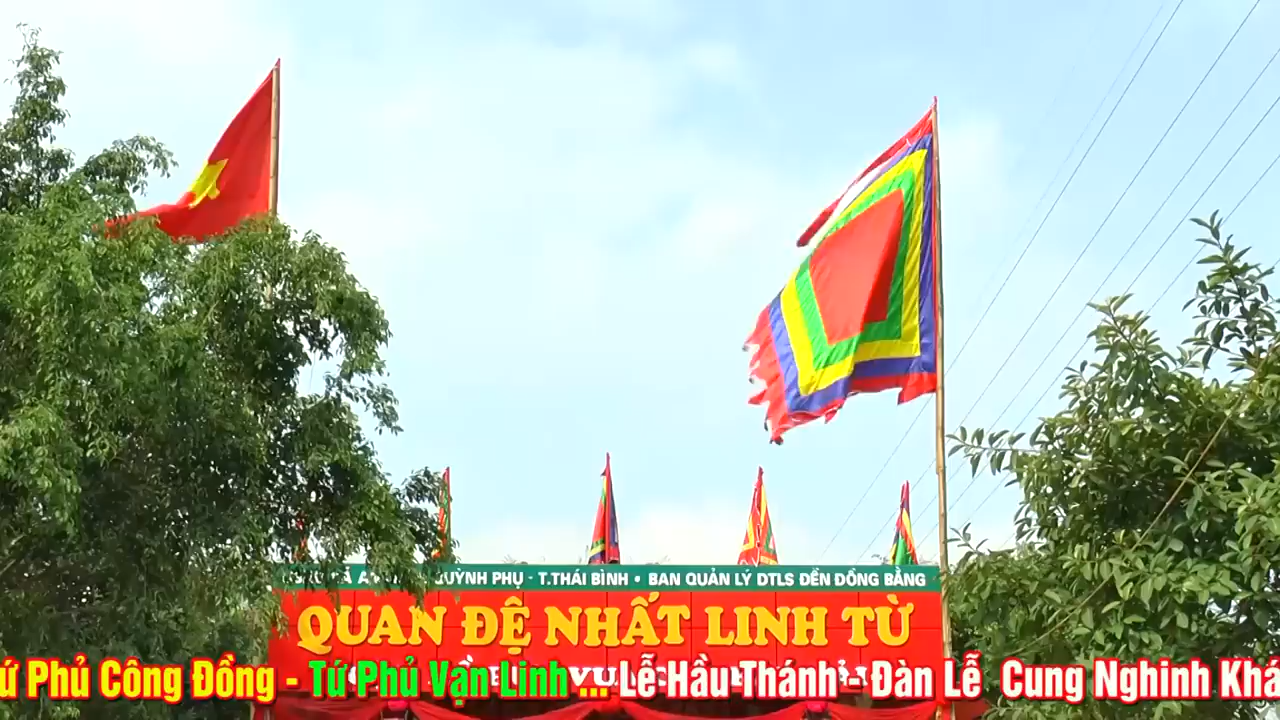 QUỲNH PHỤ - T.THÁI BÌNH • BAN QUẢN LÝ DTLS ĐỀN ĐỒNG BẰNG
QUAN ĐỆ NHẤT LINH TỪ
Phủ Công Đồng - Tứ Phủ Vạn Linh ... Lễ Hầu Thánh - Đàn Lễ Cung Nghinh